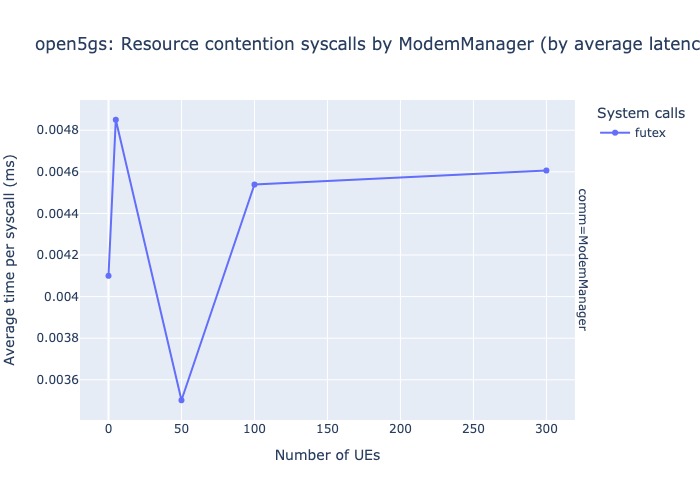 open5gs: Resource contention syscalls by ModemManager (by average latenc
System calls
futex
0.0048
0.0046
0.0044
0.0042
0.004
0.0038
0.0036
Average time per syscall (ms)
comm=ModemManager
0 50 100 150 200 250 300
Number of UEs